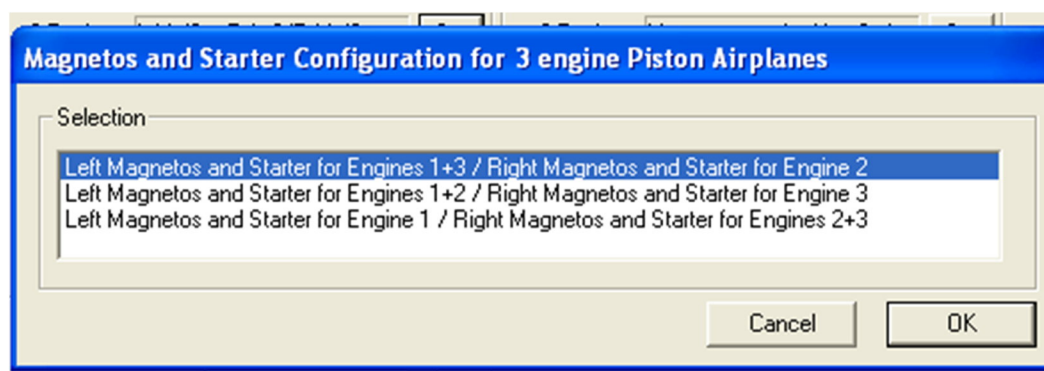 Magnetos and Starter Configuration for 3 engine Piston Airplanes
Selection
Left Magnetos and Starter for Engines 1+3 / Right Magnetos and Starter for Engine 2
Left Magnetos and Starter for Engines 1+2 / Right Magnetos and Starter for Engine 3
Left Magnetos and Starter for Engine 1 / Right Magnetos and Starter for Engines 2+3
Cancel
OK